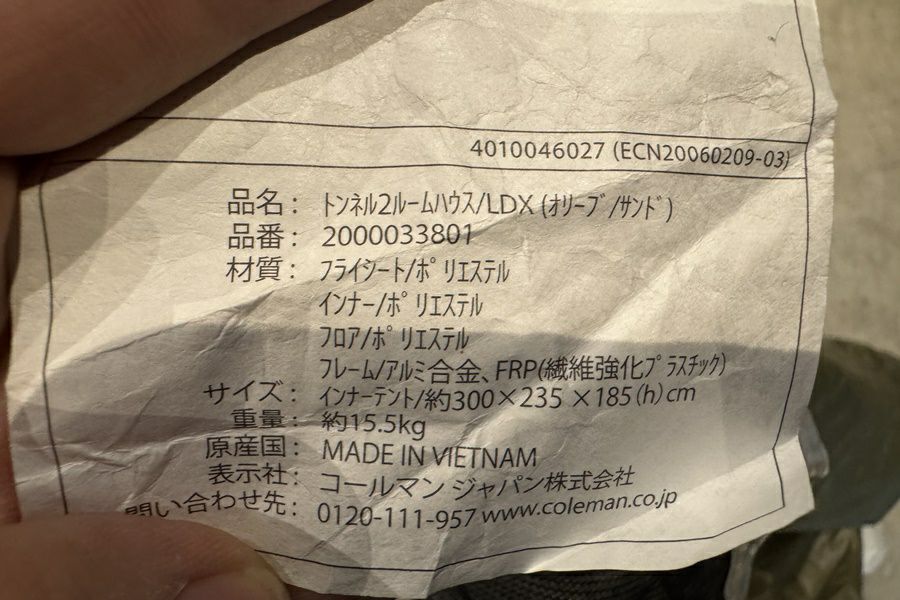 4010046027 (ECN20060209-03)
品名： ﾄﾝﾈﾙ2ﾙｰﾑﾊｳｽ/LDX (ｵﾘｰﾌﾞ/ｻﾝﾄﾞ)
品番： 2000033801
材質： ﾌﾗｲｼｰﾄ/ﾎﾟﾘｴｽﾃﾙ
ｲﾝﾅｰ/ﾎﾟﾘｴｽﾃﾙ
ﾌﾛｱ/ﾎﾟﾘｴｽﾃﾙ
ﾌﾚｰﾑ/ｱﾙﾐ合金、FRP(繊維強化ﾌﾟﾗｽﾁｯｸ)
サイズ： ｲﾝﾅｰﾃﾝﾄ/約300×235×185(h)cm
重量： 約15.5kg
原産国： MADE IN VIETNAM
表示社： コールマン ジャパン株式会社
問い合わせ先： 0120-111-957 www.coleman.co.jp